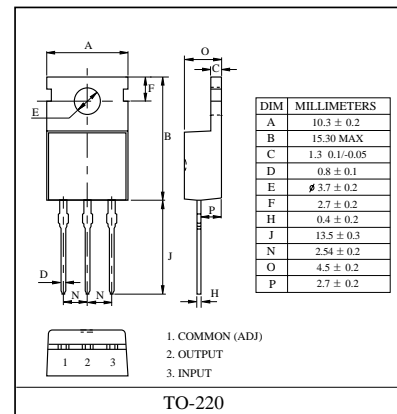 A
O
C
F
E
B
P
J
D
N
N
H
DIM MILLIMETERS
A 10.3 ± 0.2
B 15.30 MAX
C 1.3 0.1/-0.05
D 0.8 ± 0.1
E ø 3.7 ± 0.2
F 2.7 ± 0.2
H 0.4 ± 0.2
J 13.5 ± 0.3
N 2.54 ± 0.2
O 4.5 ± 0.2
P 2.7 ± 0.2
1 2 3
1. COMMON (ADJ)
2. OUTPUT
3. INPUT
TO-220